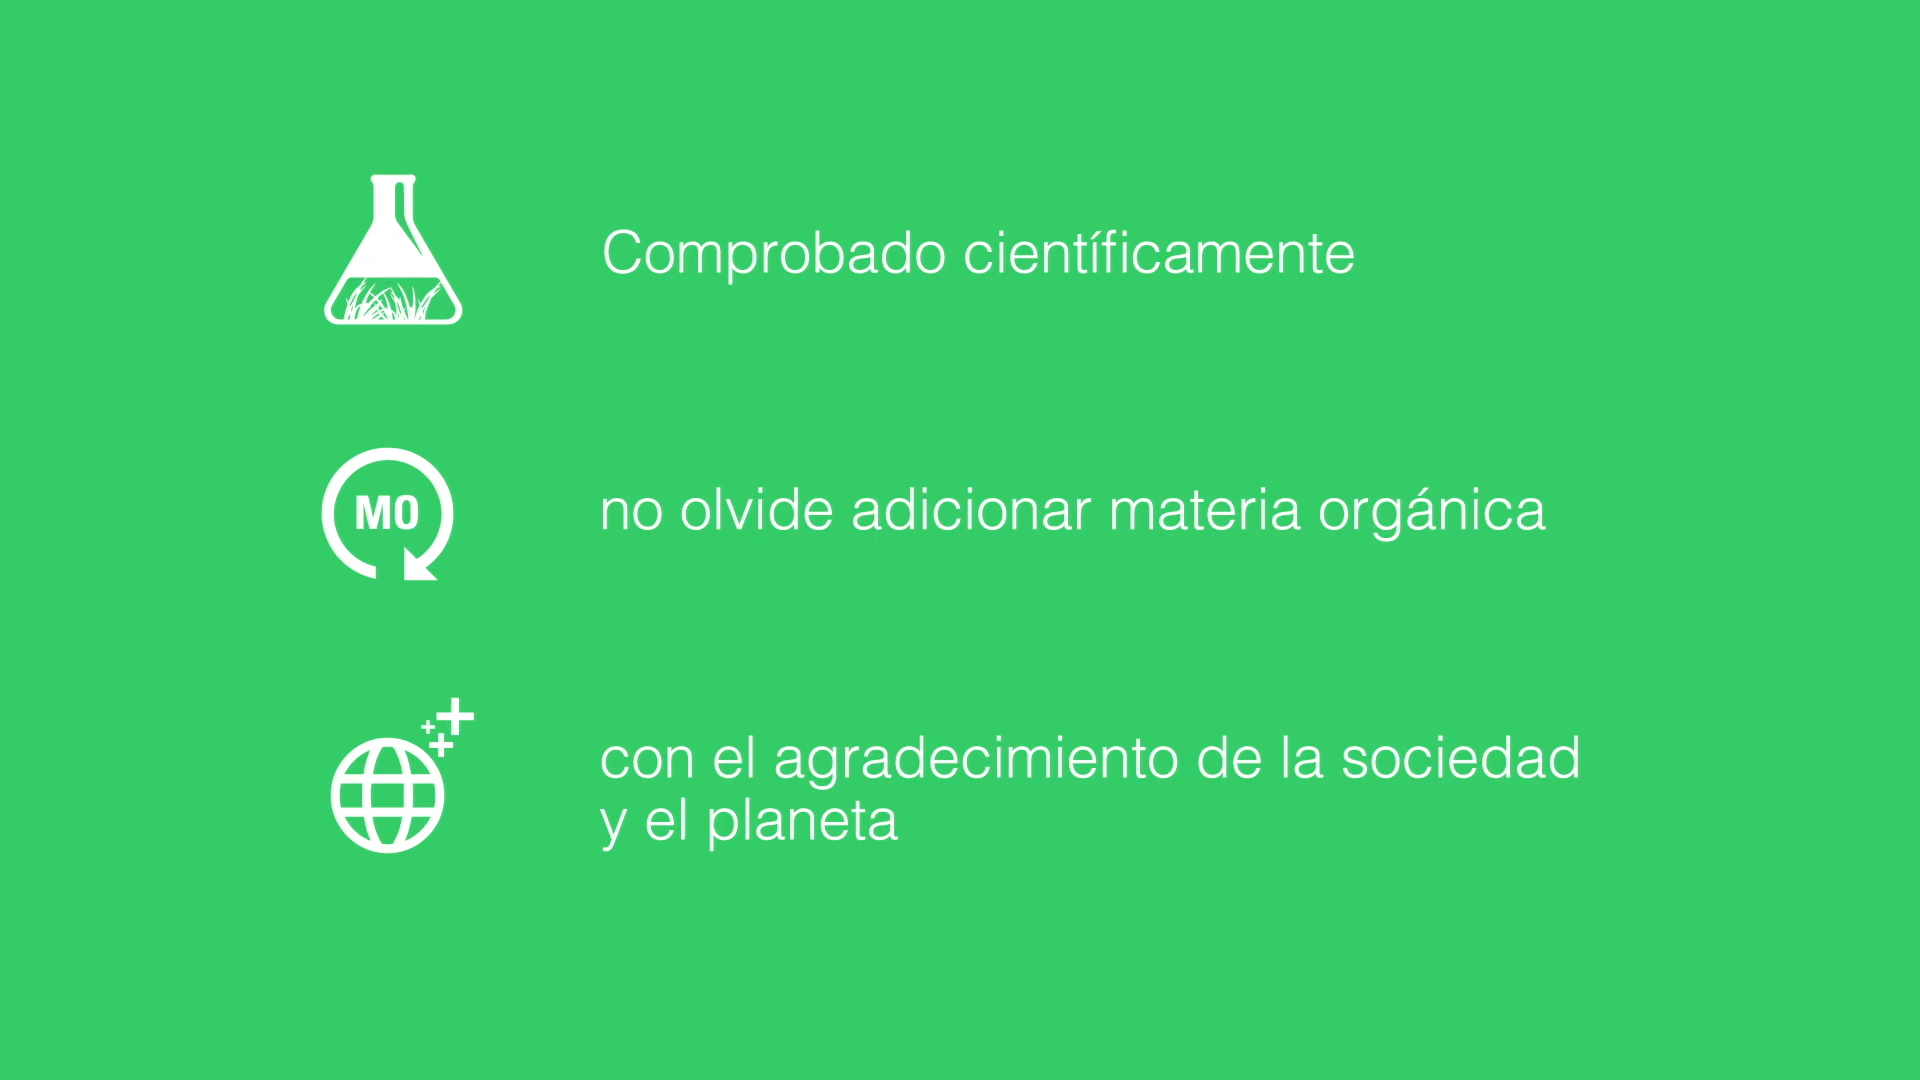 Comprobado científicamente
MO
no olvide adicionar materia orgánica
con el agradecimiento de la sociedad
y el planeta